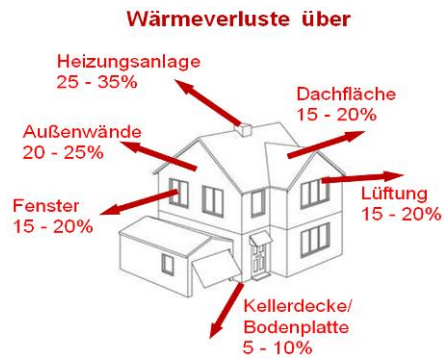 Wärmeverluste über
Heizungsanlage
25 - 35%
Dachfläche
15 - 20%
Außenwände
20 - 25%
Fenster
15 - 20%
Lüftung
15 - 20%
Kellerdecke/
Bodenplatte
5 - 10%